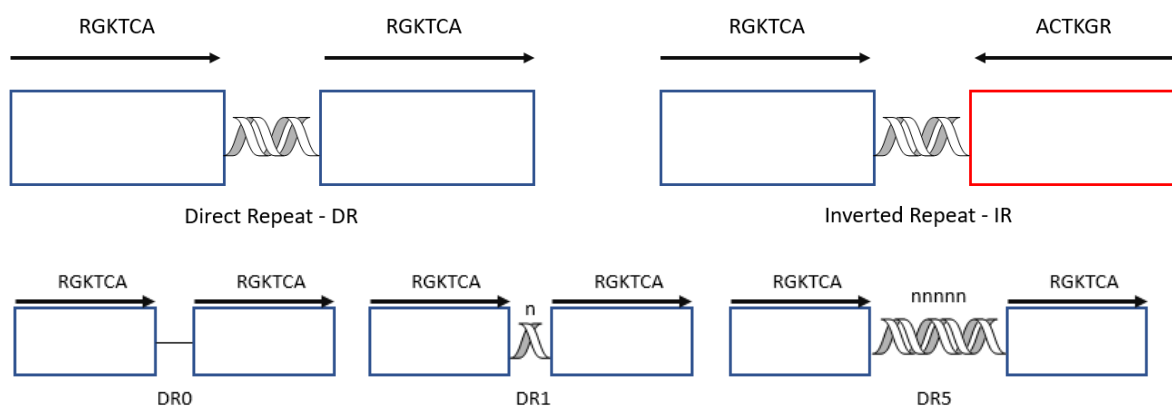 RGKTCA RGKTCA RGKTCA ACTKGR
Direct Repeat - DR Inverted Repeat - IR
RGKTCA RGKTCA RGKTCA RGKTCA RGKTCA RGKTCA
n nnnnn
DR0 DR1 DR5